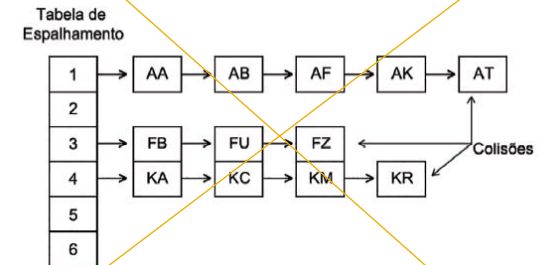 Tabela de
Espalhamento
1 AA AB AF AK AT
2
3 FB FU FZ
Colisões
4 KA KC KM KR
5
6